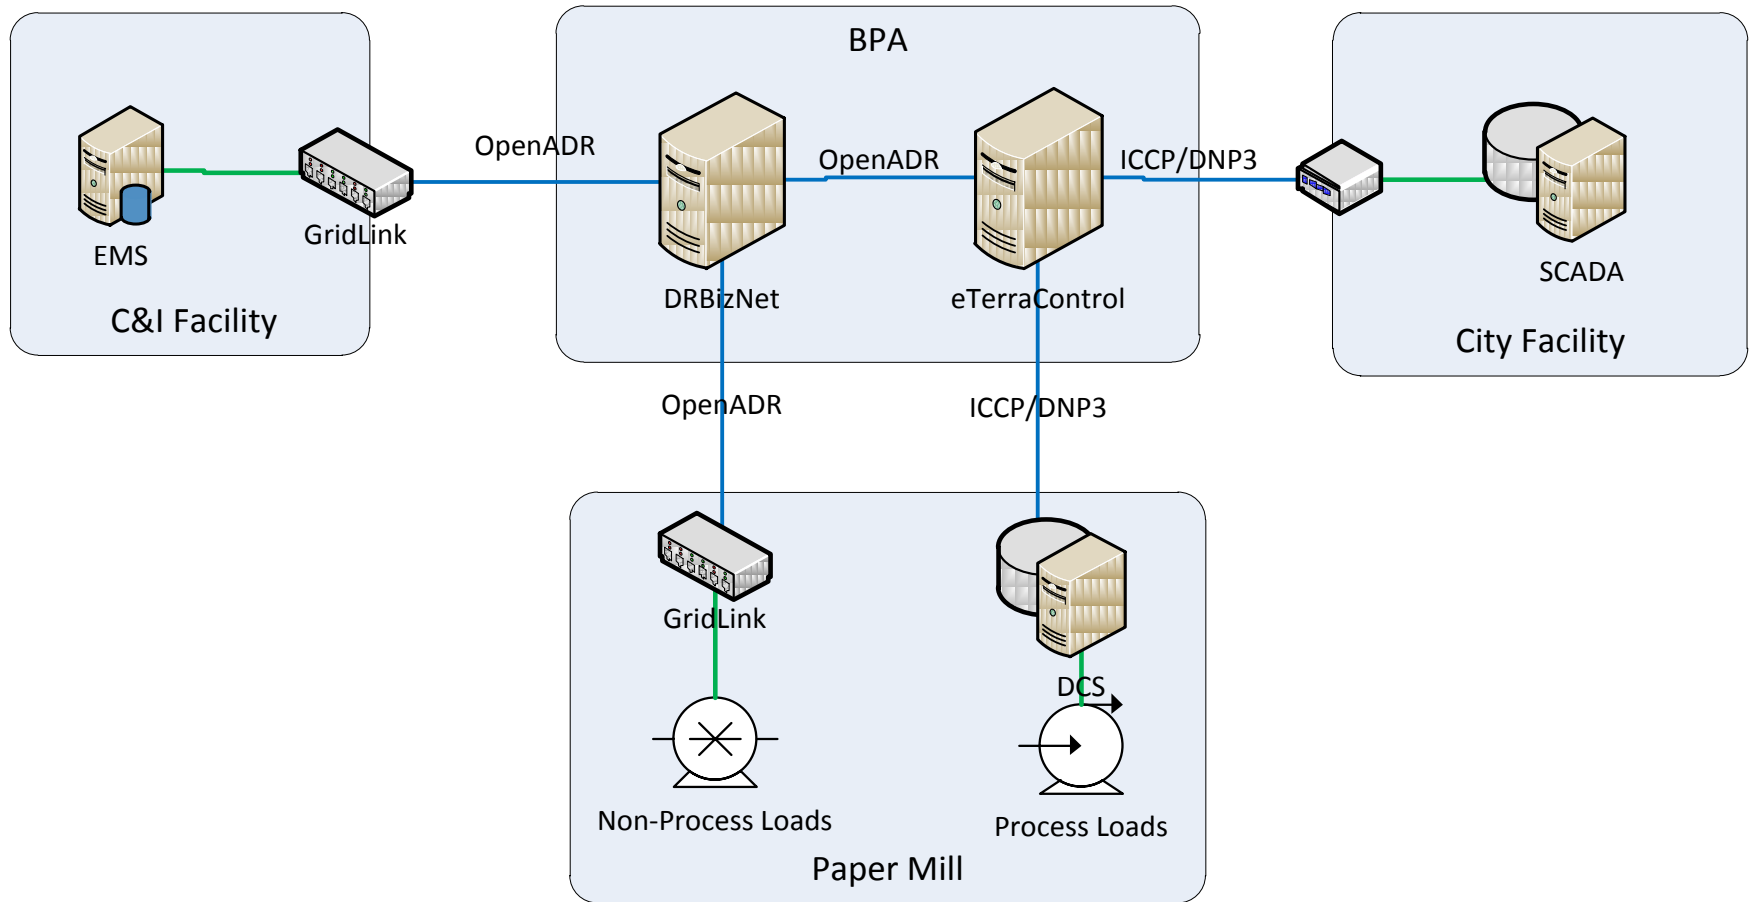 BPA
OpenADR
OpenADR
ICCP/DNP3
GridLink
EMS
SCADA
DRBizNet
eTerraControl
C&I Facility
City Facility
OpenADR
ICCP/DNP3
GridLink
DCS
Non-Process Loads
Process Loads
Paper Mill